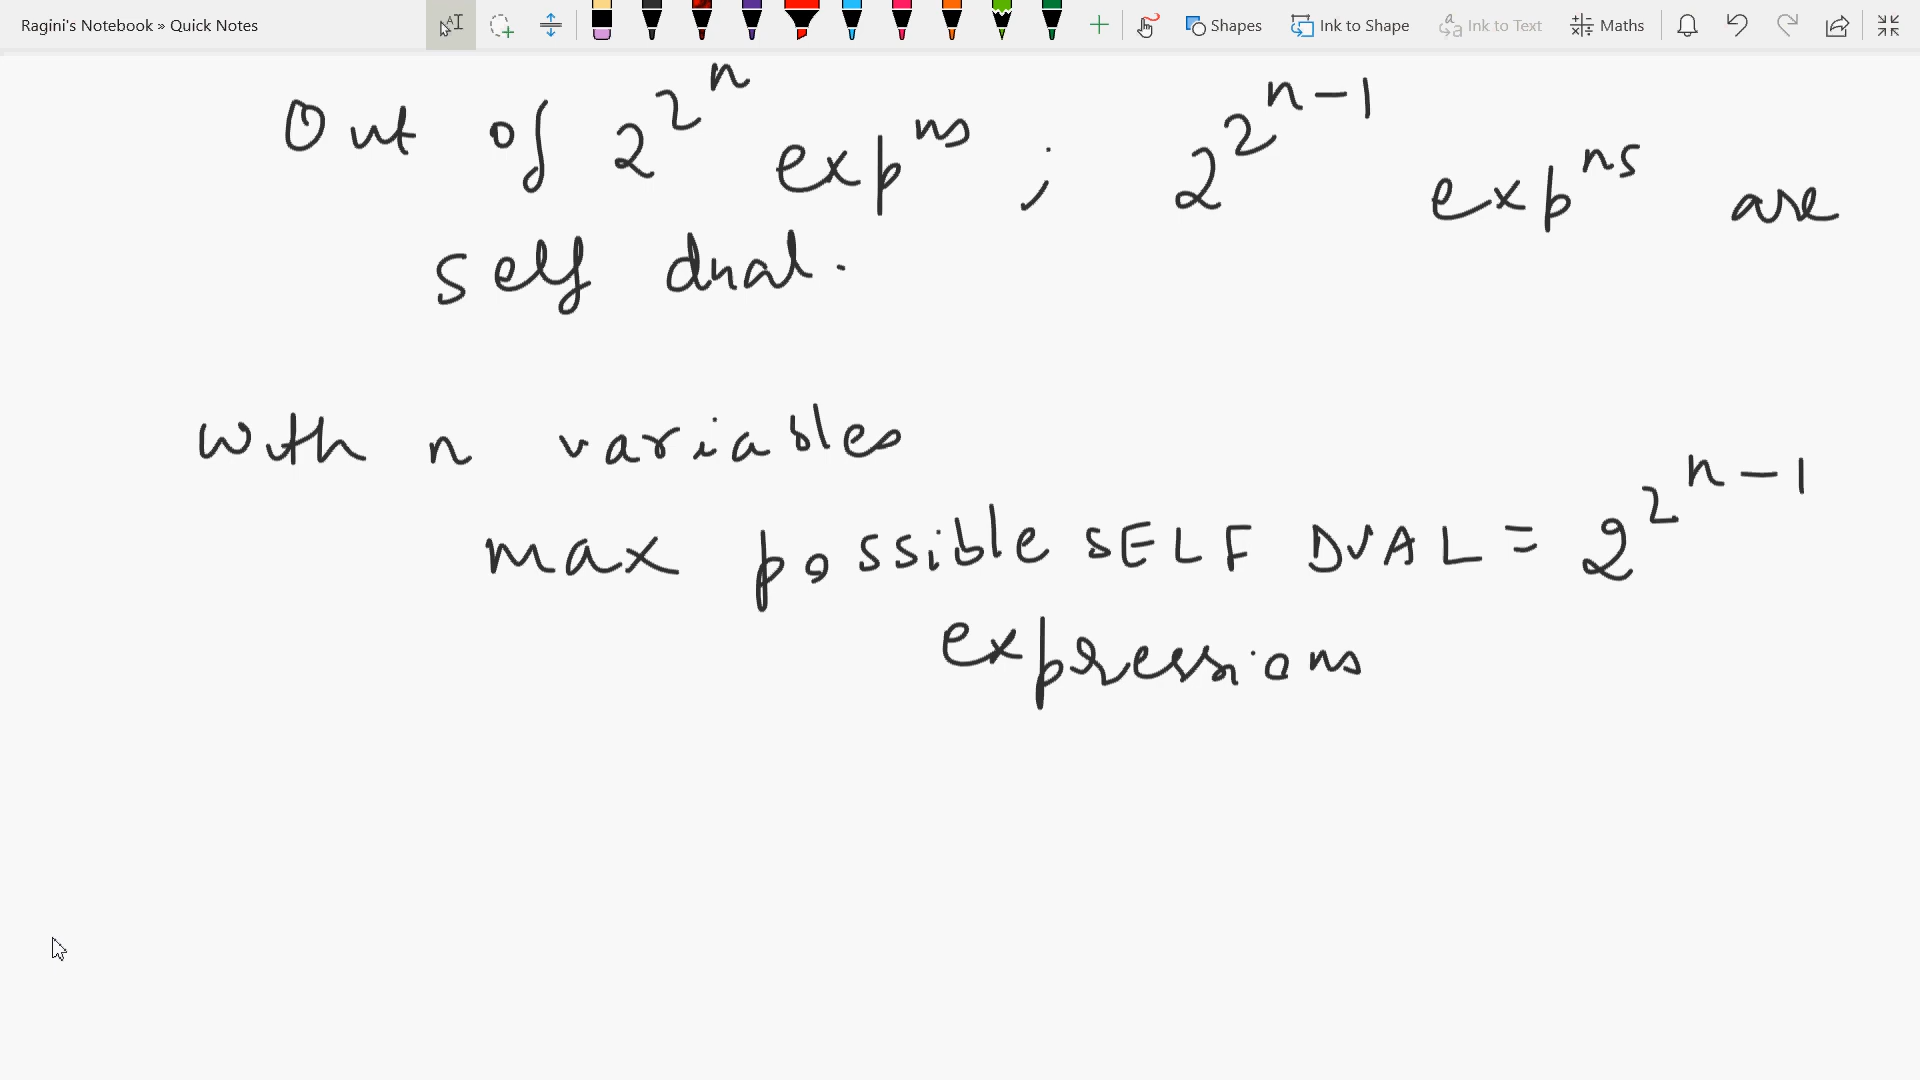 Ragini's Notebook » Quick Notes Shapes Ink to Shape Ink to Text Maths
Out of 2^2^n exp^ns ; 2^2^n-1 exp^ns are
self dual.
with n variables
max possible SELF DUAL = 2^2^n-1
expressions